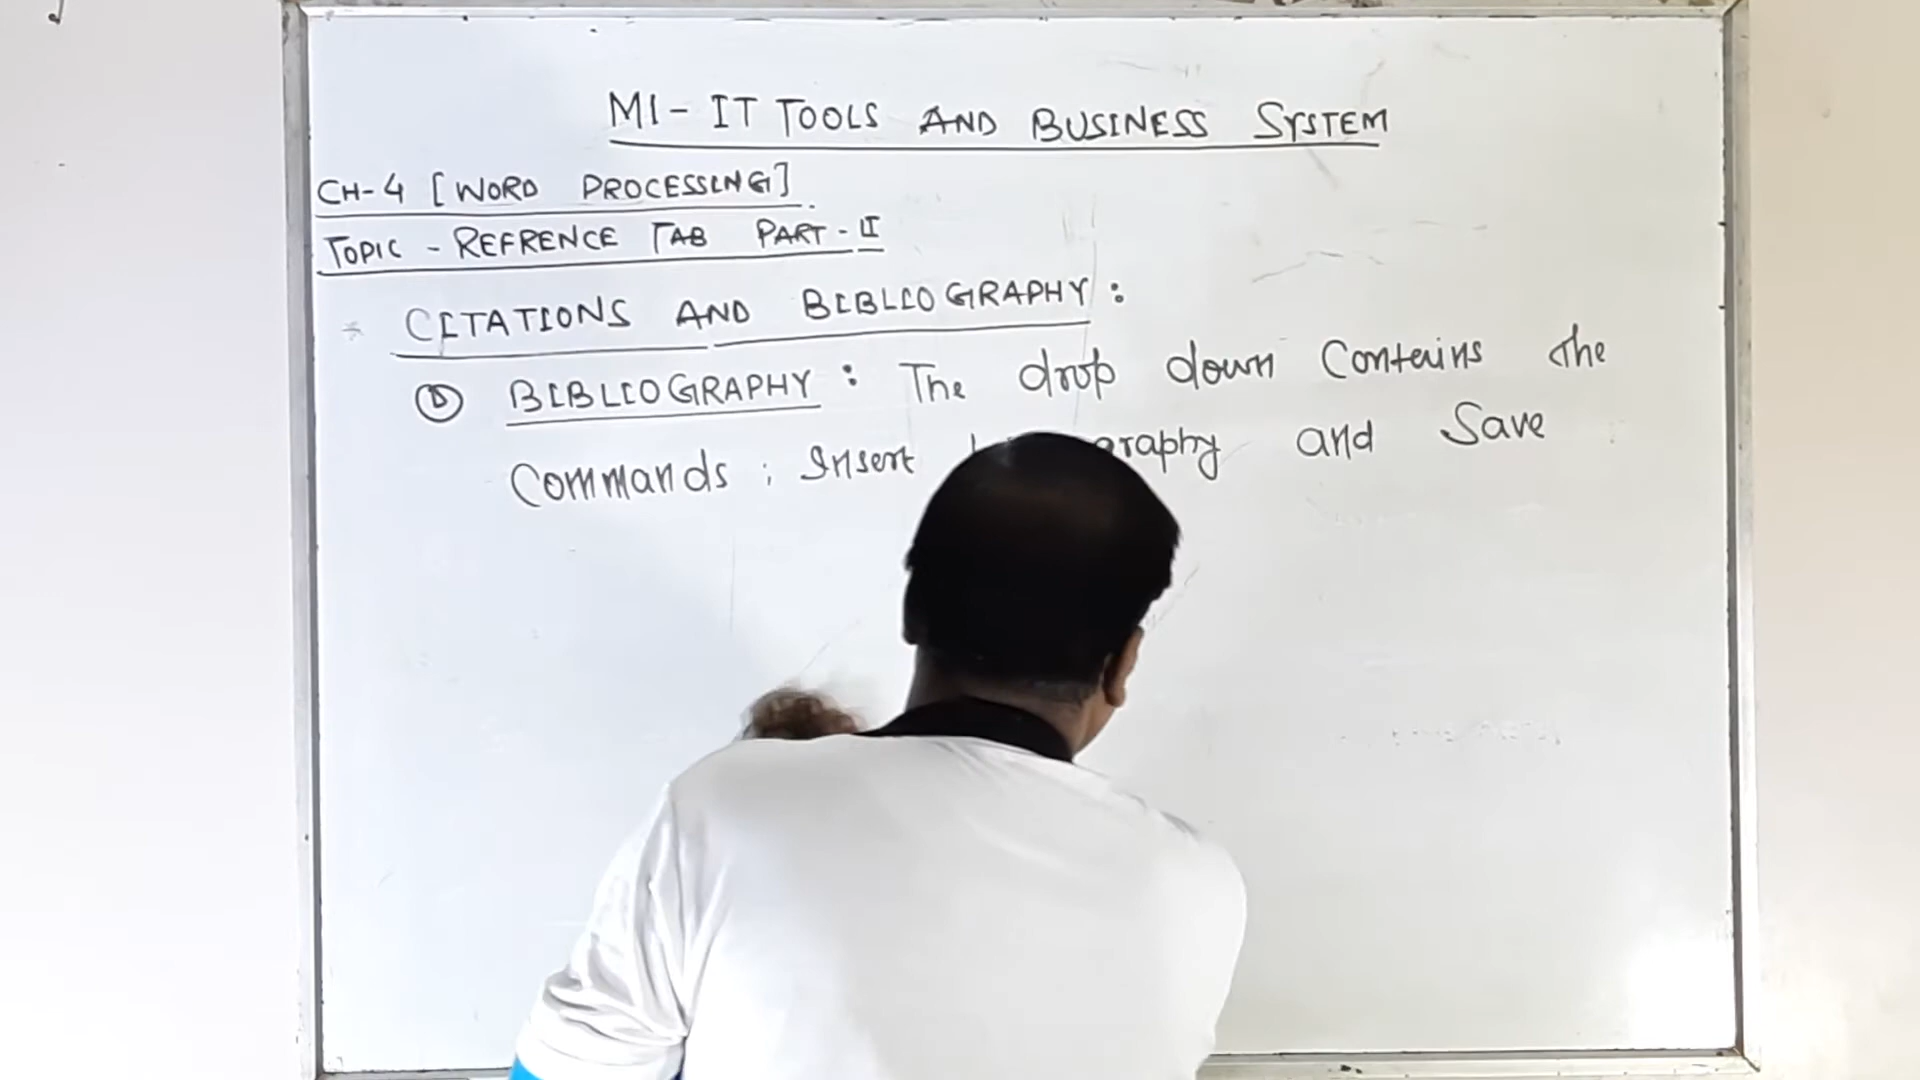 M1 - IT TOOLS AND BUSINESS SYSTEM
CH-4 [WORD PROCESSING]
TOPIC - REFRENCE TAB PART - II
* CITATIONS AND BIBLIOGRAPHY :
D BIBLIOGRAPHY : The drop down Contains the
Commands ; Insert and Save